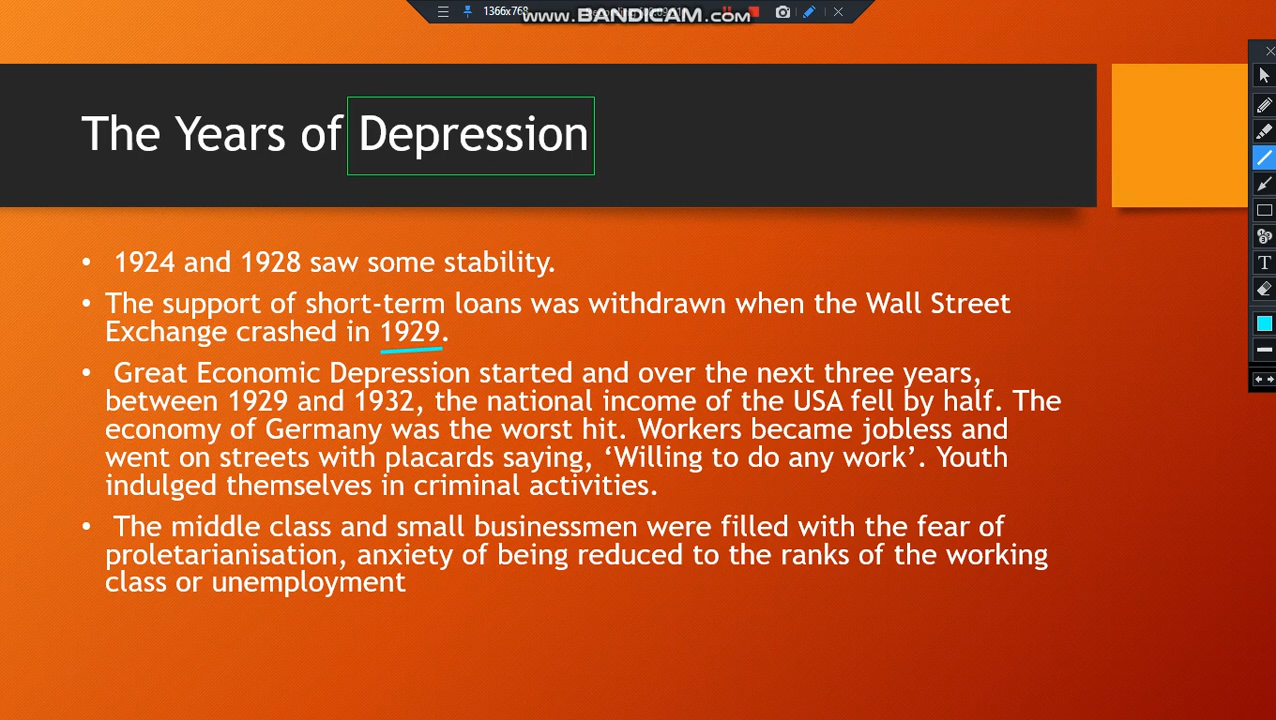 1366x768
www.BANDICAM.com
The Years of Depression
• 1924 and 1928 saw some stability.
• The support of short-term loans was withdrawn when the Wall Street
Exchange crashed in 1929.
• Great Economic Depression started and over the next three years,
between 1929 and 1932, the national income of the USA fell by half. The
economy of Germany was the worst hit. Workers became jobless and
went on streets with placards saying, ‘Willing to do any work’. Youth
indulged themselves in criminal activities.
• The middle class and small businessmen were filled with the fear of
proletarianisation, anxiety of being reduced to the ranks of the working
class or unemployment
T